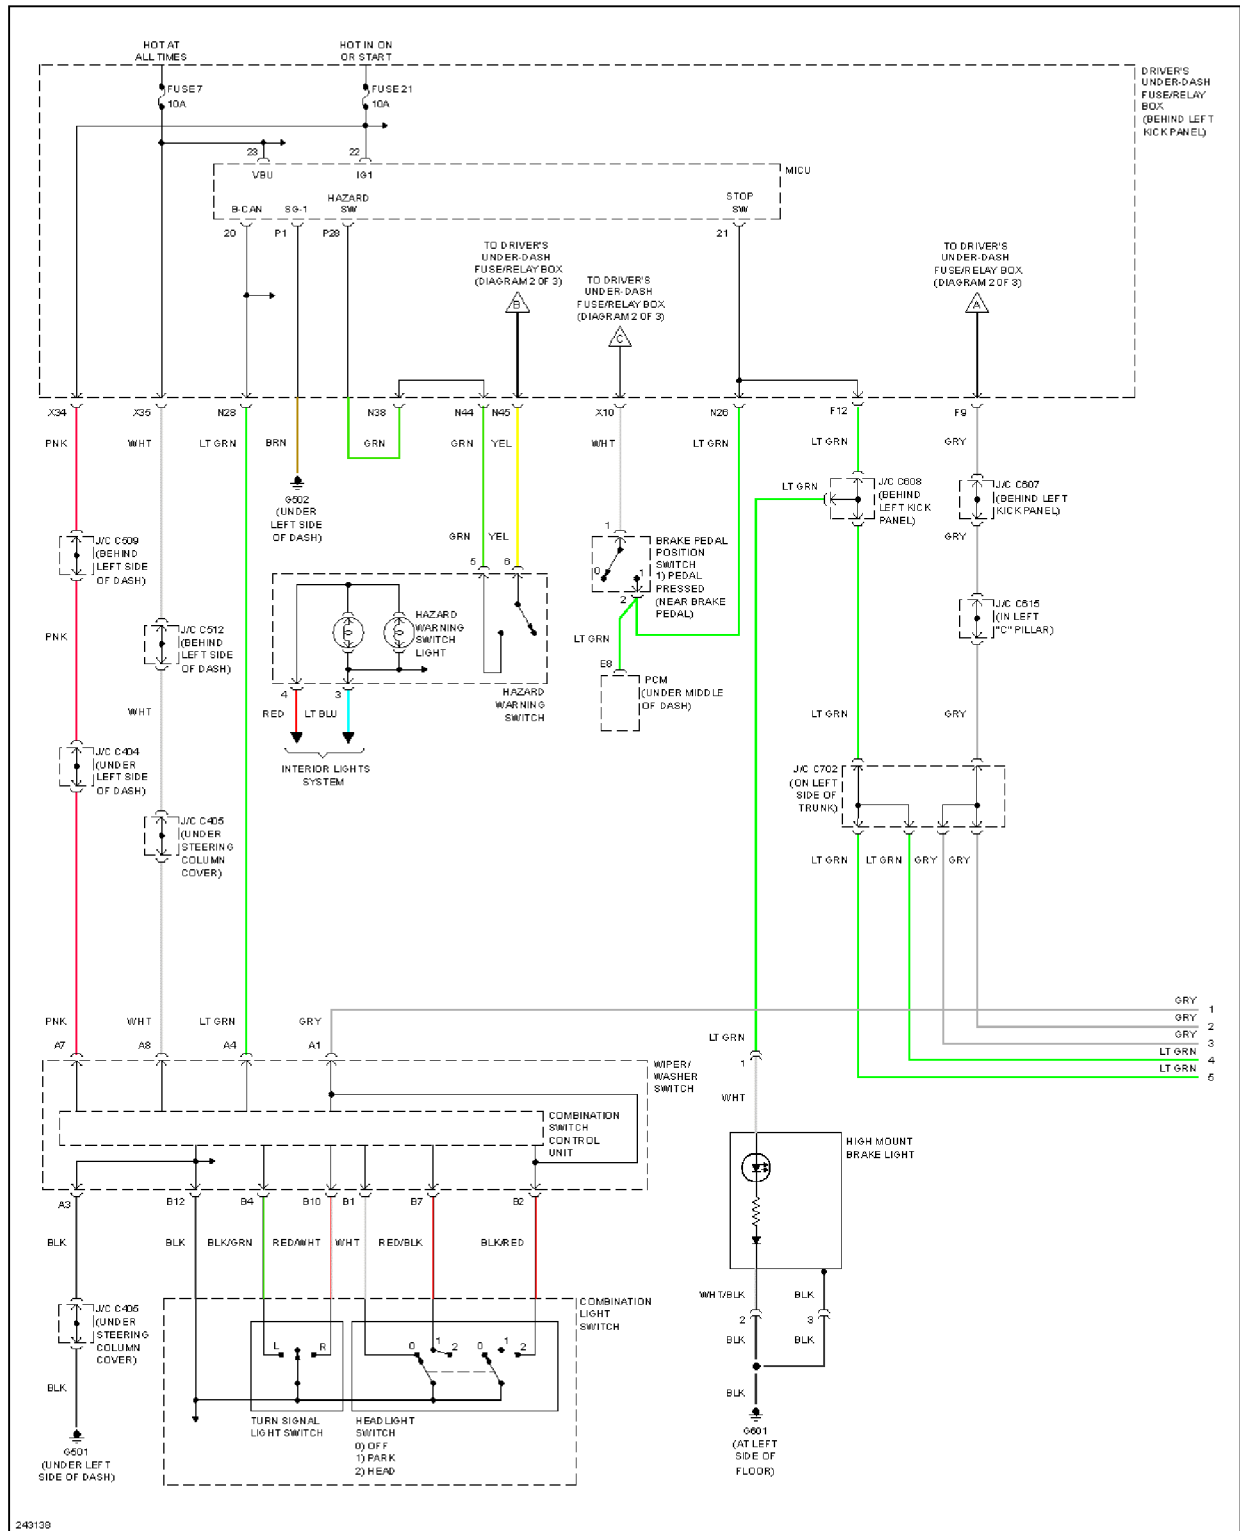 HOT AT
ALL TIMES
HOT IN ON
OR START
FUSE 7
10A
FUSE 21
10A
DRIVER'S
UNDER-DASH
FUSE/RELAY
BOX
(BEHIND LEFT
KICK PANEL)
23
22
VBU
IG1
MICU
B-CAN
SG-1
HAZARD
SW
STOP
SW
20
P1
P28
21
TO DRIVER'S
UNDER-DASH
FUSE/RELAY BOX
(DIAGRAM 2 OF 3)
B
TO DRIVER'S
UNDER-DASH
FUSE/RELAY BOX
(DIAGRAM 2 OF 3)
C
TO DRIVER'S
UNDER-DASH
FUSE/RELAY BOX
(DIAGRAM 2 OF 3)
A
X34
X35
N28
N38
N44
N45
X10
N26
F12
F9
PNK
WHT
LT GRN
BRN
GRN
GRN
YEL
WHT
LT GRN
LT GRN
GRY
G502
(UNDER
LEFT SIDE
OF DASH)
LT GRN
J/C C608
(BEHIND
LEFT KICK
PANEL)
J/C C607
(BEHIND LEFT
KICK PANEL)
GRY
J/C C509
(BEHIND
LEFT SIDE
OF DASH)
GRN
YEL
5
6
1
0
1
2
BRAKE PEDAL
POSITION
SWITCH
1) PEDAL
PRESSED
(NEAR BRAKE
PEDAL)
J/C C615
(IN LEFT
"C" PILLAR)
PNK
J/C C512
(BEHIND
LEFT SIDE
OF DASH)
HAZARD
WARNING
SWITCH
LIGHT
LT GRN
E8
PCM
(UNDER MIDDLE
OF DASH)
4
3
HAZARD
WARNING
SWITCH
RED
LT BLU
WHT
LT GRN
GRY
INTERIOR LIGHTS
SYSTEM
J/C C404
(UNDER
LEFT SIDE
OF DASH)
J/C C702
(ON LEFT
SIDE OF
TRUNK)
J/C C405
(UNDER
STEERING
COLUMN
COVER)
LT GRN
LT GRN
GRY
GRY
PNK
WHT
LT GRN
GRY
A7
A8
A4
A1
GRY
1
GRY
2
GRY
3
LT GRN
4
LT GRN
5
LT GRN
1
WHT
WIPER/
WASHER
SWITCH
COMBINATION
SWITCH
CONTROL
UNIT
HIGH MOUNT
BRAKE LIGHT
A3
B12
B4
B10
B1
B7
B2
BLK
BLK
BLK/GRN
RED/WHT
WHT
RED/BLK
BLK/RED
WHT/BLK
BLK
2
3
BLK
BLK
J/C C405
(UNDER
STEERING
COLUMN
COVER)
COMBINATION
LIGHT
SWITCH
L
R
0
1
2
0
1
2
BLK
BLK
TURN SIGNAL
LIGHT SWITCH
HEADLIGHT
SWITCH
0) OFF
1) PARK
2) HEAD
G501
(UNDER LEFT
SIDE OF DASH)
G601
(AT LEFT
SIDE OF
FLOOR)
243139